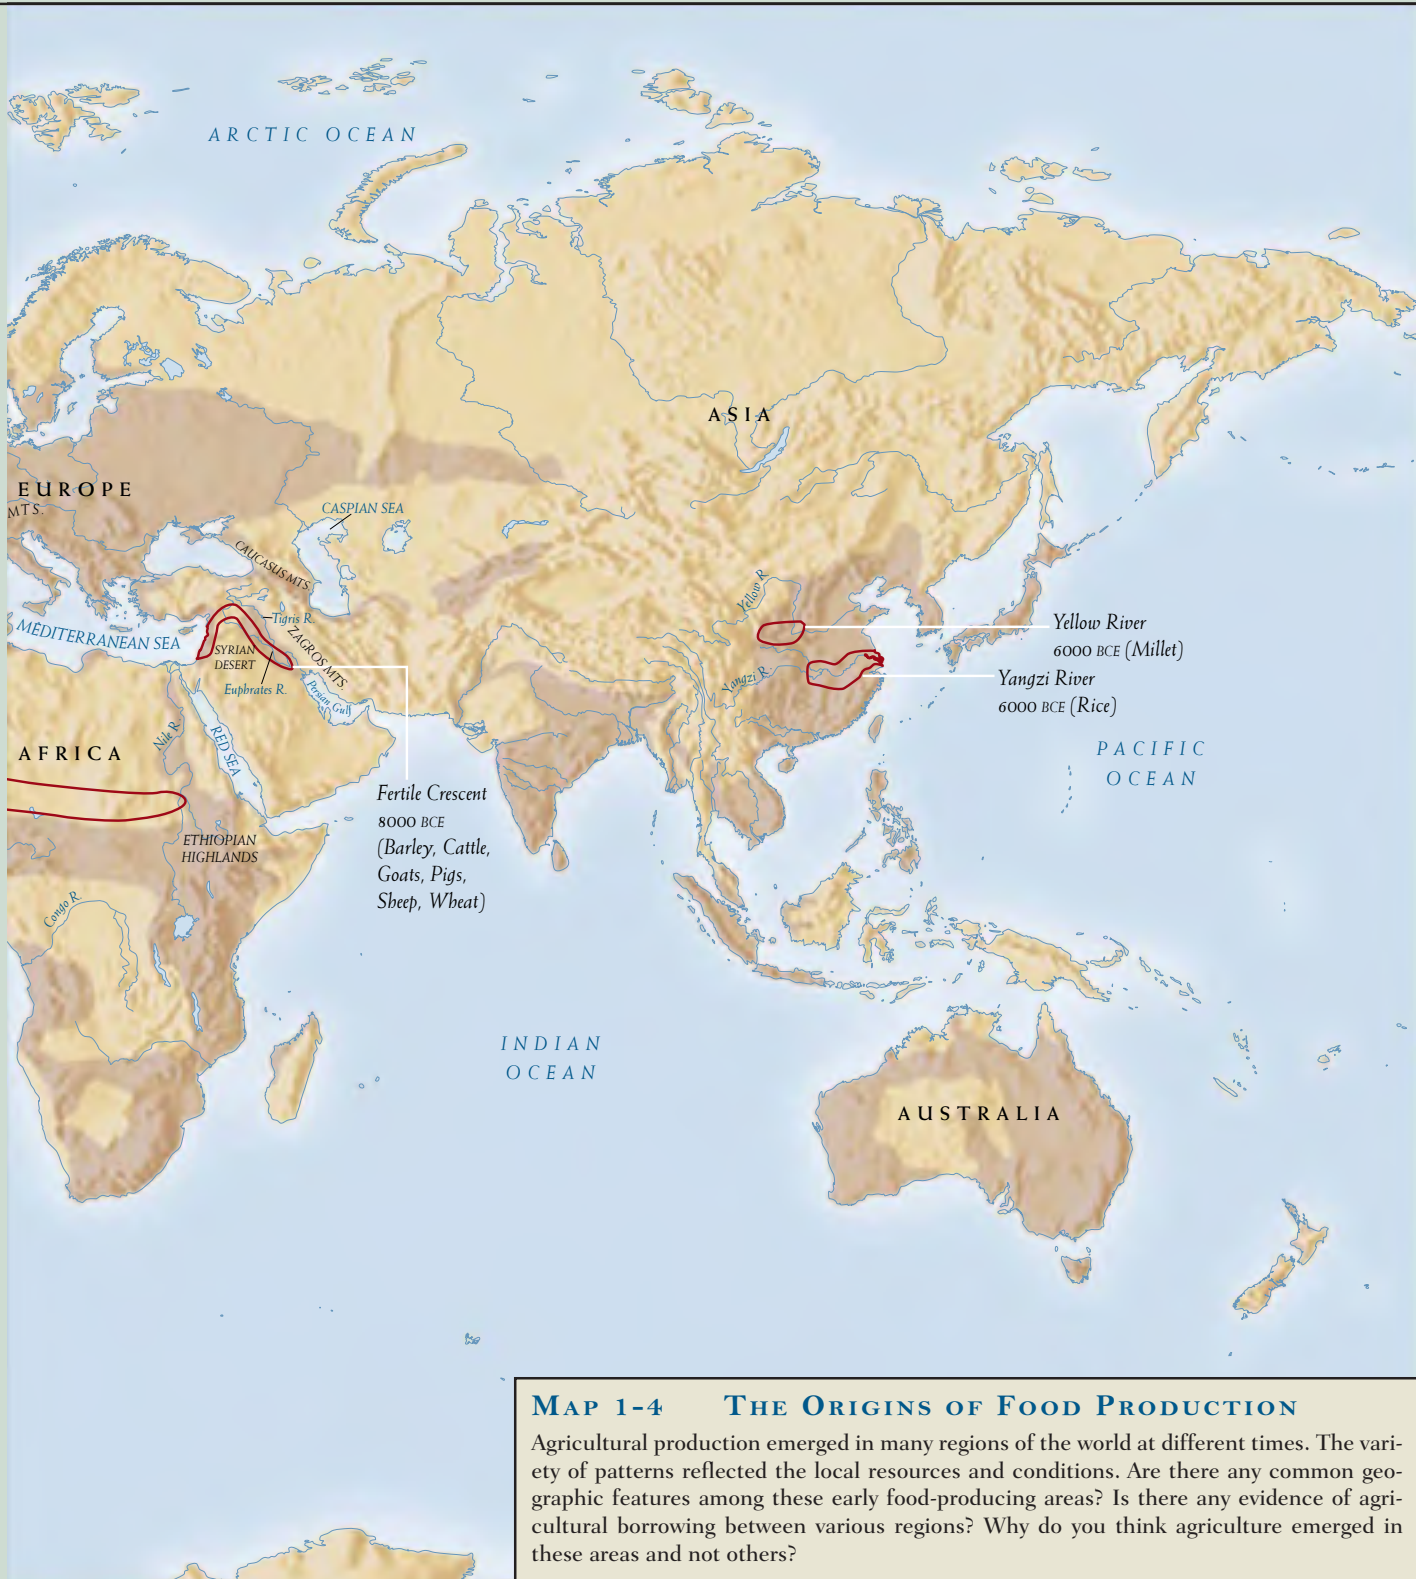 ARCTIC OCEAN
ASIA
EUROPE
MTS.
CASPIAN SEA
CAUCASUS MTS.
Yellow R.
Tigris R.
MEDITERRANEAN SEA
ZAGROS MTS.
SYRIAN
DESERT
Euphrates R.
Persian Gulf
Yangzi R.
Yellow River
6000 BCE (Millet)
Yangzi River
6000 BCE (Rice)
Nile R.
RED SEA
AFRICA
PACIFIC
OCEAN
Fertile Crescent
8000 BCE
(Barley, Cattle,
Goats, Pigs,
Sheep, Wheat)
ETHIOPIAN
HIGHLANDS
Congo R.
INDIAN
OCEAN
AUSTRALIA
MAP 1-4 THE ORIGINS OF FOOD PRODUCTION
Agricultural production emerged in many regions of the world at different times. The vari-
ety of patterns reflected the local resources and conditions. Are there any common geo-
graphic features among these early food-producing areas? Is there any evidence of agri-
cultural borrowing between various regions? Why do you think agriculture emerged in
these areas and not others?